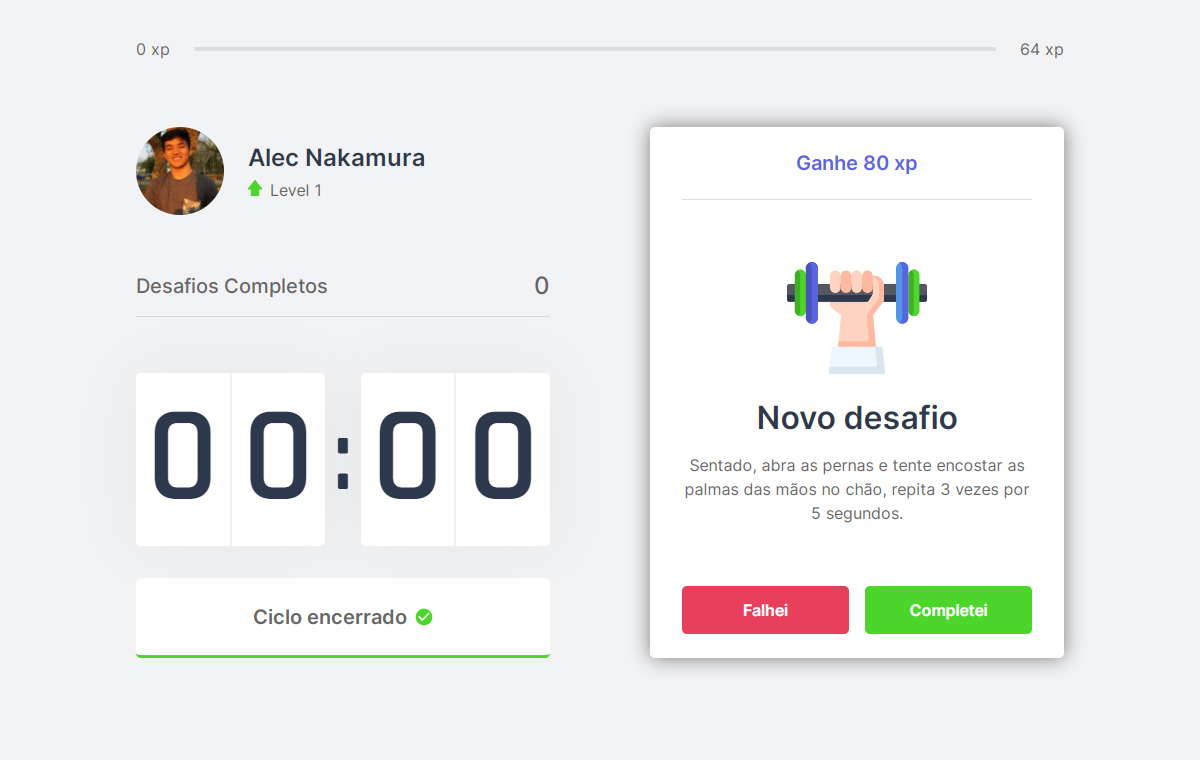 0 xp
64 xp
Alec Nakamura
Level 1
Desafios Completos
0
00:00
Ciclo encerrado
Ganhe 80 xp
Novo desafio
Sentado, abra as pernas e tente encostar as
palmas das mãos no chão, repita 3 vezes por
5 segundos.
Falhei
Completei